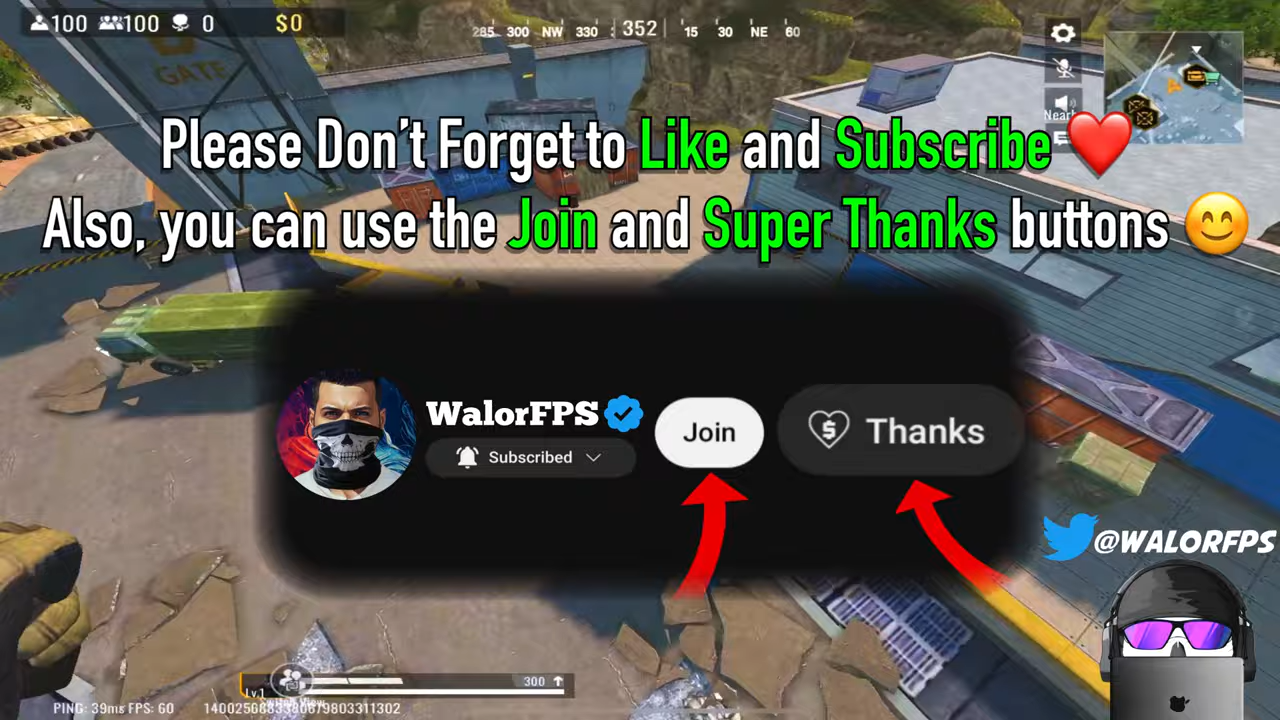 100 100 0 $0
285 300 NW 330 352 15 30 NE 60
GATE
Near
Please Don't Forget to Like and Subscribe ❤️
Also, you can use the Join and Super Thanks buttons 😊
WalorFPS
Subscribed
Join
Thanks
@WALORFPS
300
Lv.1
PING: 39ms FPS: 60